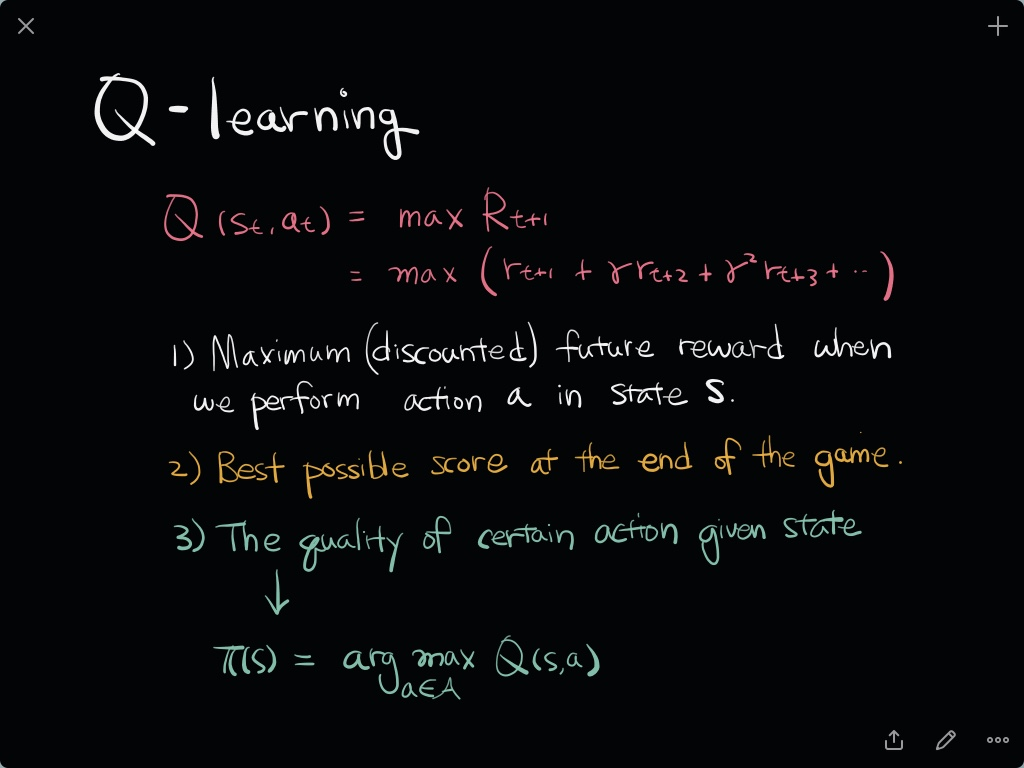 Q-learning
Q(st, at) = max Rt+1
= max (rt+1 + γrt+2 + γ²rt+3 + ··)
1) Maximum (discounted) future reward when
we perform action a in state S.
2) Best possible score at the end of the game.
3) The quality of certain action given state
↓
π(s) = arg max Q(s,a)
a∈A